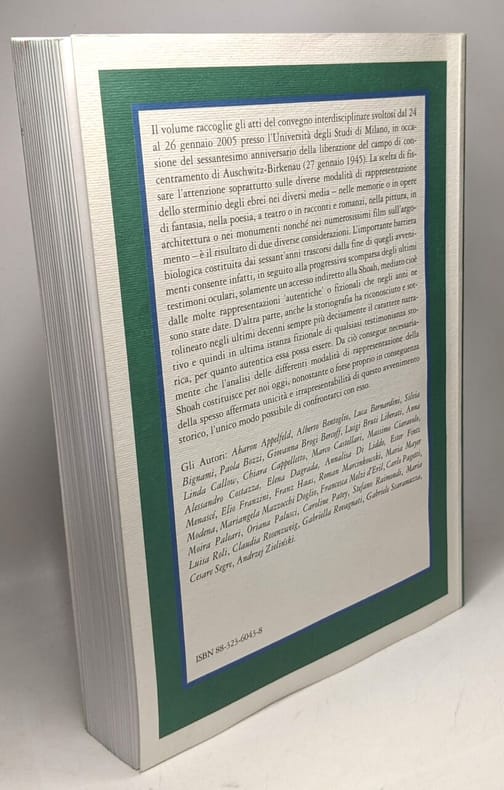 Il volume raccoglie gli atti del convegno interdisciplinare svoltosi dal 24
al 26 gennaio 2005 presso l'Università degli Studi di Milano, in occa-
sione del sessantesimo anniversario della liberazione del campo di con-
centramento di Auschwitz-Birkenau (27 gennaio 1945). La scelta di fis-
sare l'attenzione soprattutto sulle diverse modalità di rappresentazione
dello sterminio degli ebrei nei diversi media – nelle memorie o in opere
di fantasia, nella poesia, a teatro o in racconti e romanzi, nella pittura, in
architettura o nei monumenti nonché nei numerosissimi film sull'argo-
mento – è il risultato di due diverse considerazioni. L'importante barriera
biologica costituita dai sessant'anni trascorsi dalla fine di quegli avveni-
menti consente infatti, in seguito alla progressiva scomparsa degli ultimi
testimoni oculari, solamente un accesso indiretto alla Shoah, mediato cioè
dalle molte rappresentazioni 'autentiche' o fizionali che negli anni ne
sono state date. D'altra parte, anche la storiografia ha riconosciuto e sot-
tolineato negli ultimi decenni sempre più decisamente il carattere narra-
tivo e quindi in ultima istanza fizionale di qualsiasi testimonianza sto-
rica, per quanto autentica essa possa essere. Da ciò consegue necessaria-
mente che l'analisi delle differenti modalità di rappresentazione della
Shoah costituisce per noi oggi, nonostante o forse proprio in conseguenza
della spesso affermata unicità e irrapresentabilità di questo avvenimento
storico, l'unico modo possibile di confrontarci con esso.
Gli Autori: Aharon Appelfeld, Alberto Bentoglio, Luca Bernardini, Silvia
Bignami, Paola Bozzi, Giovanna Brogi Bercoff, Luigi Bruti Liberati, Anna
Linda Callow, Chiara Cappelletto, Marco Castellari, Massimo Ciaravolo,
Alessandro Costazza, Elena Dagrada, Annalisa Di Liddo, Ester Fintz
Menascé, Elio Franzini, Franz Haas, Roman Marcinkowski, Maria Mayer
Modena, Mariangela Mazzocchi Doglio, Francesca Melzi d'Eril, Carlo Pagetti,
Moira Paleari, Oriana Palusci, Caroline Patey, Stefano Raimondi, Maria
Luisa Roli, Claudia Rosenzweig, Gabriella Rovagnati, Gabriele Scaramuzza,
Cesare Segre, Andrzej Zieliński.
ISBN 88-323-6043-8